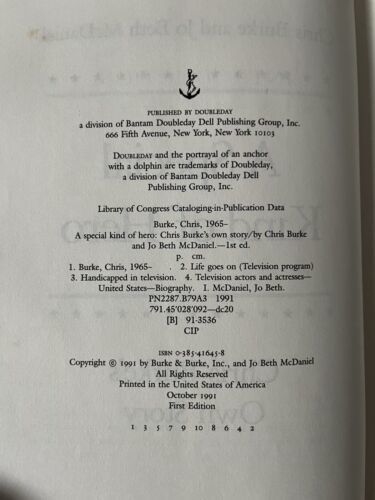 Chris Burke and Jo Beth McDaniel
PUBLISHED BY DOUBLEDAY
a division of Bantam Doubleday Dell Publishing Group, Inc.
666 Fifth Avenue, New York, New York 10103
DOUBLEDAY and the portrayal of an anchor
with a dolphin are trademarks of Doubleday,
a division of Bantam Doubleday Dell
Publishing Group, Inc.
Library of Congress Cataloging-in-Publication Data
Burke, Chris, 1965–
A special kind of hero: Chris Burke's own story/by Chris Burke
and Jo Beth McDaniel.—1st ed.
p. cm.
1. Burke, Chris, 1965– . 2. Life goes on (Television program)
3. Handicapped in television. 4. Television actors and actresses—
United States—Biography. I. McDaniel, Jo Beth.
PN2287.B79A3 1991
791.45'028'092—dc20
[B] 91-3536
CIP
ISBN 0-385-41645-8
Copyright © 1991 by Burke & Burke, Inc., and Jo Beth McDaniel
All Rights Reserved
Printed in the United States of America
October 1991
First Edition
1 3 5 7 9 10 8 6 4 2